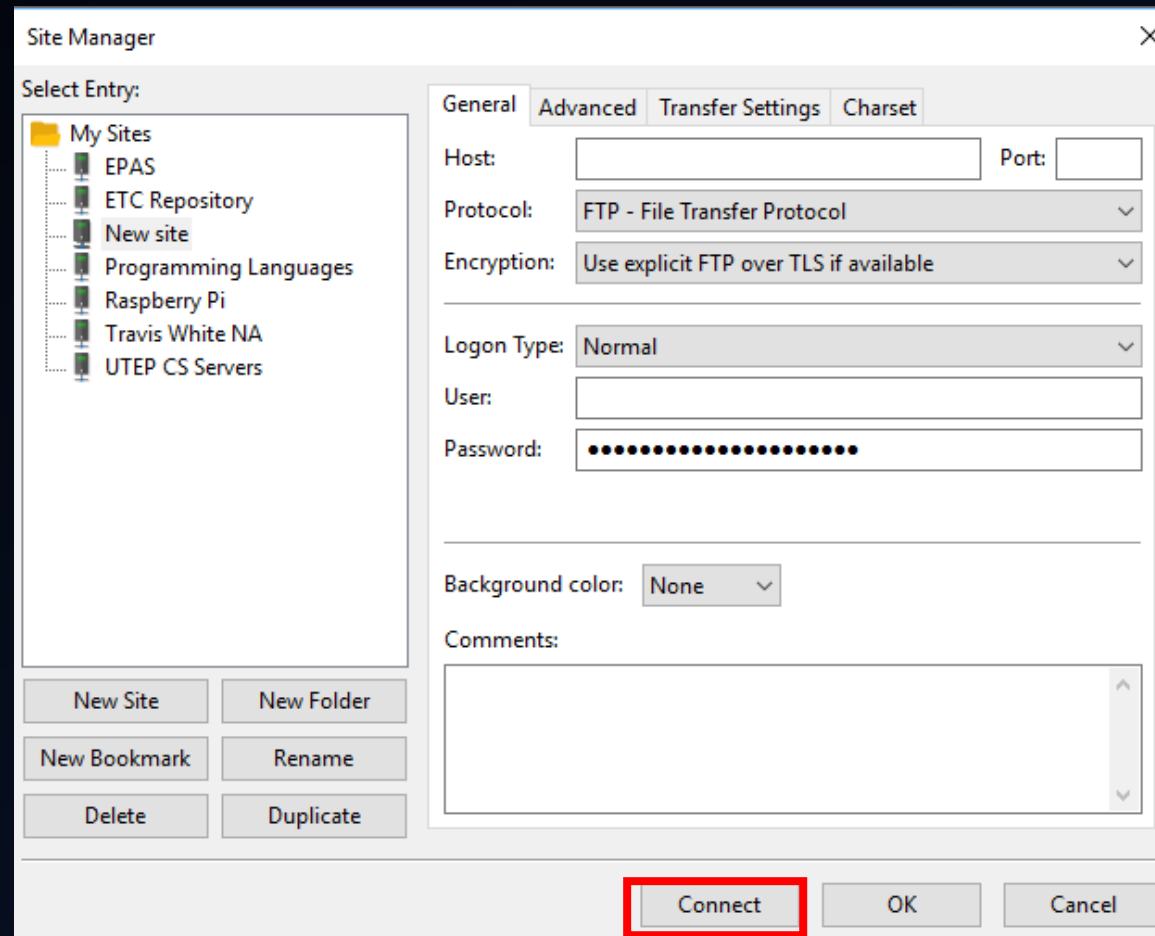 Site Manager
Select Entry:
My Sites
EPAS
ETC Repository
New site
Programming Languages
Raspberry Pi
Travis White NA
UTEP CS Servers
New Site New Folder
New Bookmark Rename
Delete Duplicate
General Advanced Transfer Settings Charset
Host: Port:
Protocol: FTP - File Transfer Protocol
Encryption: Use explicit FTP over TLS if available
Logon Type: Normal
User:
Password: ●●●●●●●●●●●●●●●●●●●●●
Background color: None
Comments:
Connect OK Cancel